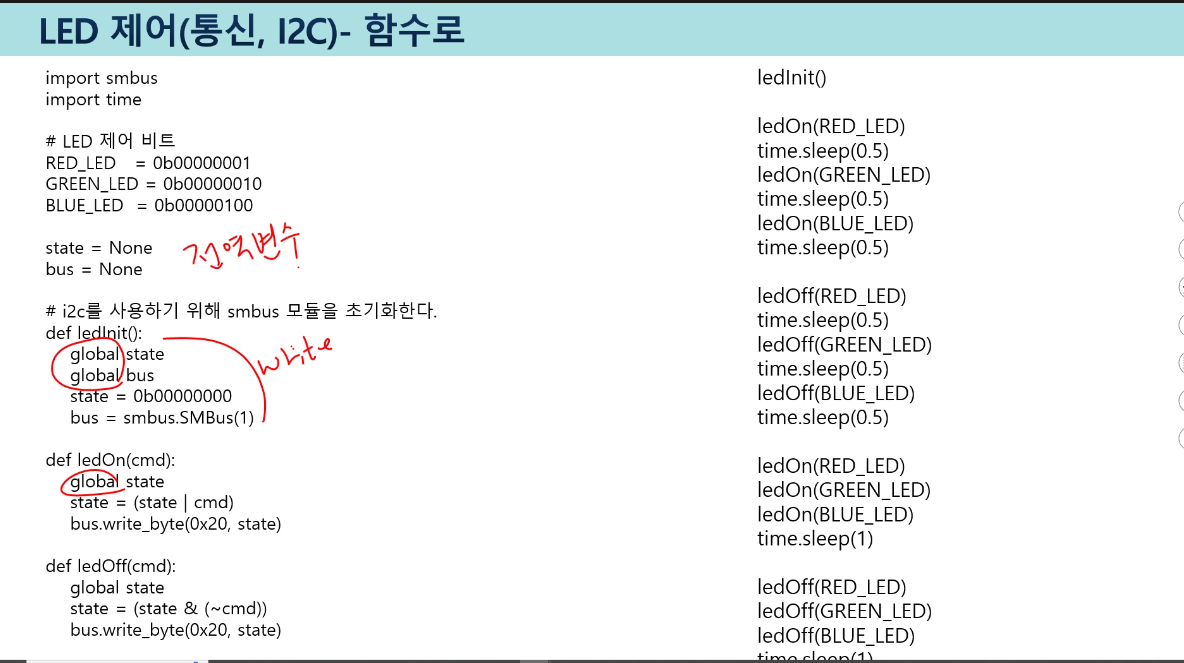 LED 제어(통신, I2C)- 함수로
import smbus
import time
# LED 제어 비트
RED_LED = 0b00000001
GREEN_LED = 0b00000010
BLUE_LED = 0b00000100
state = None
bus = None
전역변수
# i2c를 사용하기 위해 smbus 모듈을 초기화한다.
def ledInit():
global state
global bus
state = 0b00000000
bus = smbus.SMBus(1)
write
def ledOn(cmd):
global state
state = (state | cmd)
bus.write_byte(0x20, state)
def ledOff(cmd):
global state
state = (state & (~cmd))
bus.write_byte(0x20, state)
ledInit()
ledOn(RED_LED)
time.sleep(0.5)
ledOn(GREEN_LED)
time.sleep(0.5)
ledOn(BLUE_LED)
time.sleep(0.5)
ledOff(RED_LED)
time.sleep(0.5)
ledOff(GREEN_LED)
time.sleep(0.5)
ledOff(BLUE_LED)
time.sleep(0.5)
ledOn(RED_LED)
ledOn(GREEN_LED)
ledOn(BLUE_LED)
time.sleep(1)
ledOff(RED_LED)
ledOff(GREEN_LED)
ledOff(BLUE_LED)
time.sleep(1)